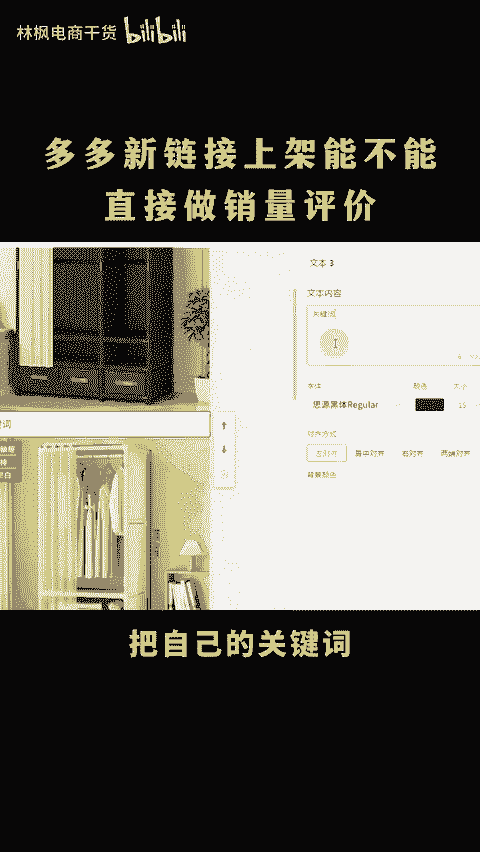 林枫电商干货 bilibili
多多新链接上架能不能
直接做销量评价
文本 3
文本内容
关键词
字体
颜色
大小
思源黑体Regular
15
对齐方式
左对齐
居中对齐
右对齐
两端对齐
背景颜色
把自己的关键词